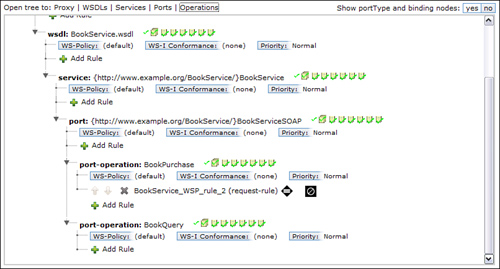 Open tree to: Proxy | WSDLs | Services | Ports | Operations Show portType and binding nodes: yes no
wsdl: BookService.wsdl
WS-Policy: (default) WS-I Conformance: (none) Priority: Normal
Add Rule
service: {http://www.example.org/BookService/}BookService
WS-Policy: (default) WS-I Conformance: (none) Priority: Normal
Add Rule
port: {http://www.example.org/BookService/}BookServiceSOAP
WS-Policy: (default) WS-I Conformance: (none) Priority: Normal
Add Rule
port-operation: BookPurchase
WS-Policy: (default) WS-I Conformance: (none) Priority: Normal
BookService_WSP_rule_2 (request-rule)
Add Rule
port-operation: BookQuery
WS-Policy: (default) WS-I Conformance: (none) Priority: Normal
Add Rule